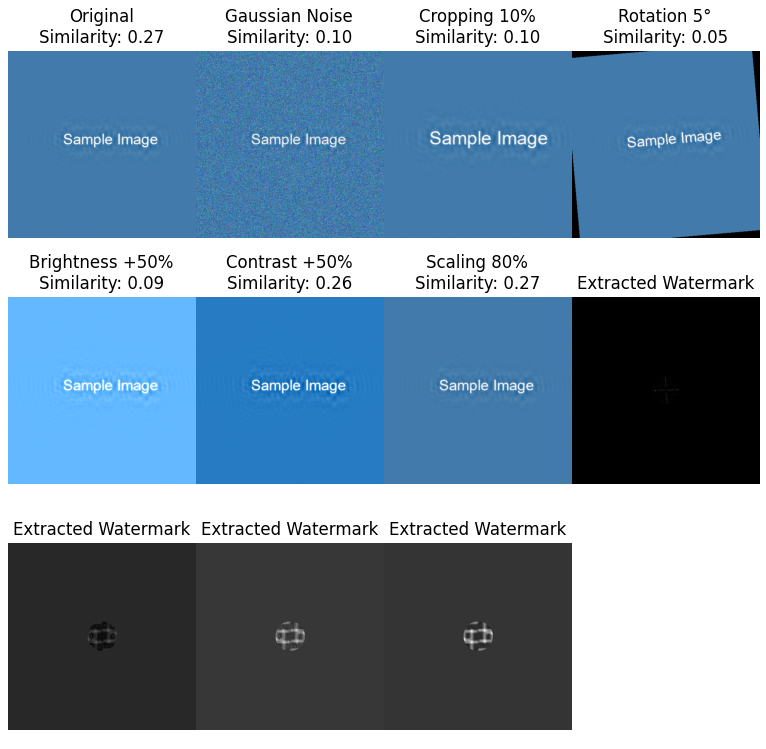 Original
Similarity: 0.27
Gaussian Noise
Similarity: 0.10
Cropping 10%
Similarity: 0.10
Rotation 5°
Similarity: 0.05
Sample Image
Sample Image
Sample Image
Sample Image
Brightness +50%
Similarity: 0.09
Contrast +50%
Similarity: 0.26
Scaling 80%
Similarity: 0.27
Extracted Watermark
Sample Image
Sample Image
Sample Image
Extracted Watermark
Extracted Watermark
Extracted Watermark